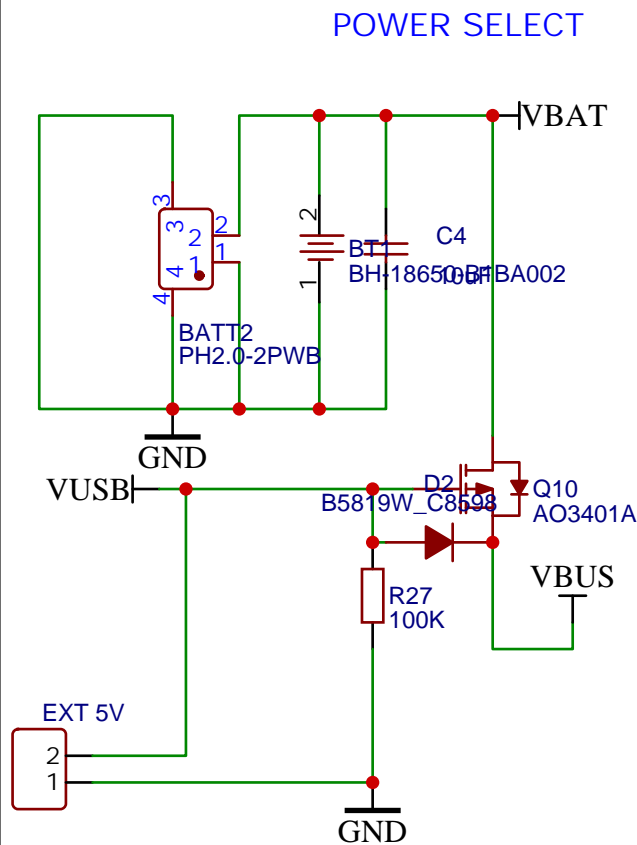 POWER SELECT
VBAT
3
3
2
2
1
1
4
4
BATT2
PH2.0-2PWB
2
1
BT1
BH-18650-B1BA002
C4
10uF
GND
VUSB
D2
B5819W_C8598
Q10
AO3401A
VBUS
R27
100K
EXT 5V
2
1
GND